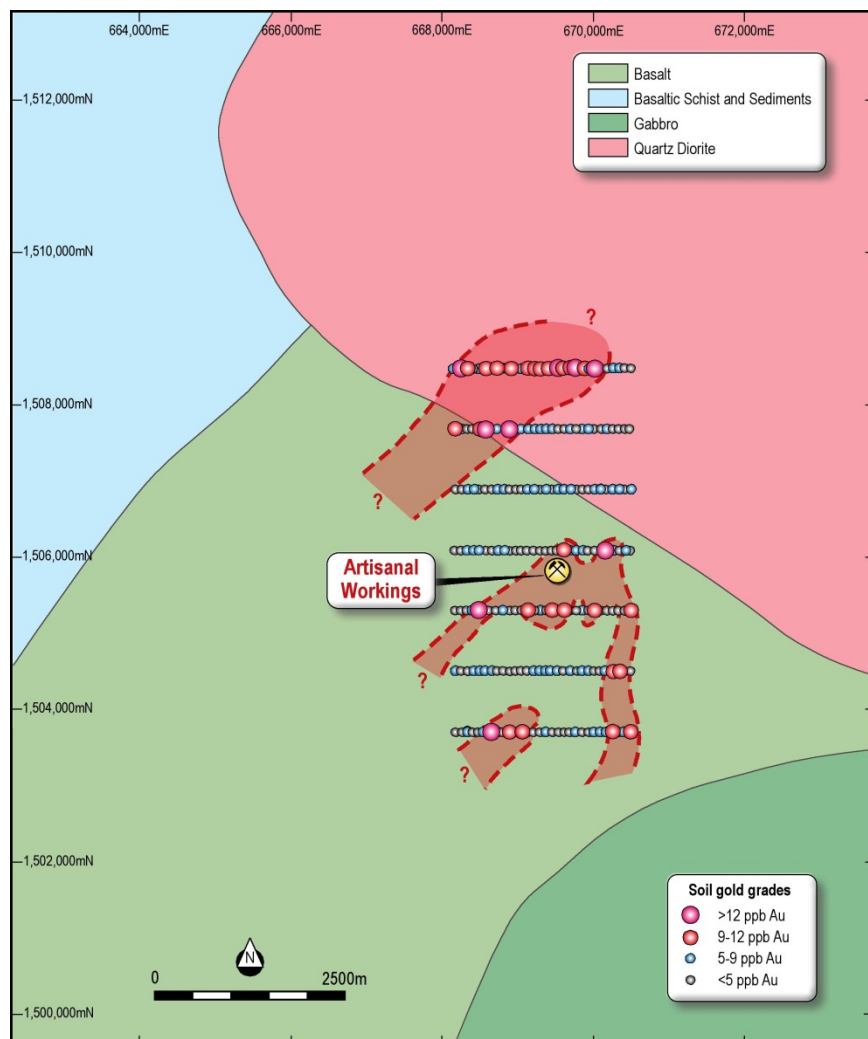 664,000mE
666,000mE
668,000mE
670,000mE
672,000mE
Basalt
Basaltic Schist and Sediments
Gabbro
Quartz Diorite
1,512,000mN
1,510,000mN
1,508,000mN
1,506,000mN
1,504,000mN
1,502,000mN
1,500,000mN
?
?
Artisanal
Workings
?
?
N
0
2500m
Soil gold grades
>12 ppb Au
9-12 ppb Au
5-9 ppb Au
<5 ppb Au